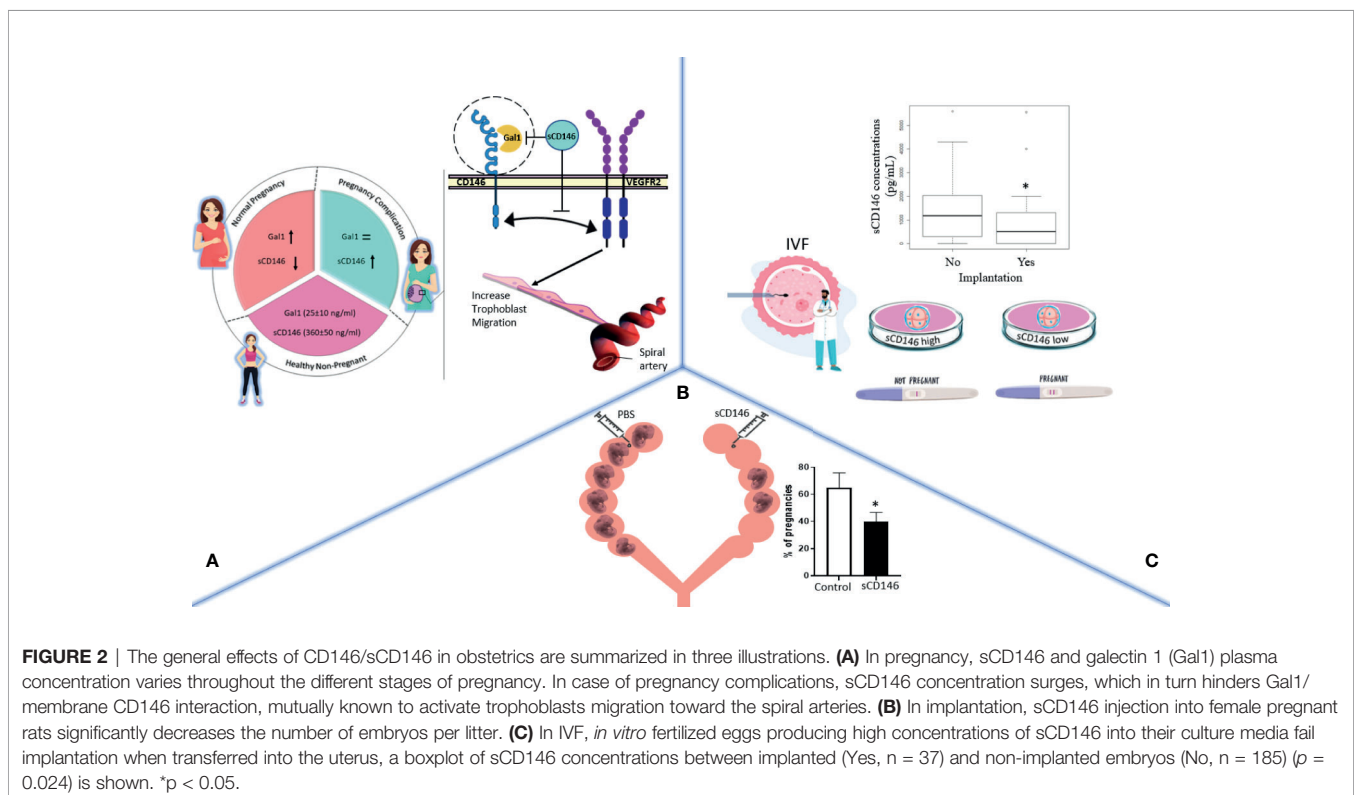 Normal Pregnancy
Pregnancy Complication
Gal1
sCD146
Gal1 =
sCD146
Gal1 (25±10 ng/ml)
sCD146 (360±50 ng/ml)
Healthy Non-Pregnant
Gal1
sCD146
CD146
VEGFR2
Increase
Trophoblast
Migration
Spiral
artery
A
PBS
sCD146
% of pregnancies
80
60
40
20
0
*
Control
sCD146
B
IVF
sCD146 concentrations
(pg/mL)
5000
4000
3000
2000
1000
0
*
No
Yes
Implantation
sCD146 high
sCD146 low
NOT PREGNANT
PREGNANT
C
FIGURE 2 | The general effects of CD146/sCD146 in obstetrics are summarized in three illustrations. (A) In pregnancy, sCD146 and galectin 1 (Gal1) plasma
concentration varies throughout the different stages of pregnancy. In case of pregnancy complications, sCD146 concentration surges, which in turn hinders Gal1/
membrane CD146 interaction, mutually known to activate trophoblasts migration toward the spiral arteries. (B) In implantation, sCD146 injection into female pregnant
rats significantly decreases the number of embryos per litter. (C) In IVF, in vitro fertilized eggs producing high concentrations of sCD146 into their culture media fail
implantation when transferred into the uterus, a boxplot of sCD146 concentrations between implanted (Yes, n = 37) and non-implanted embryos (No, n = 185) (p =
0.024) is shown. *p < 0.05.